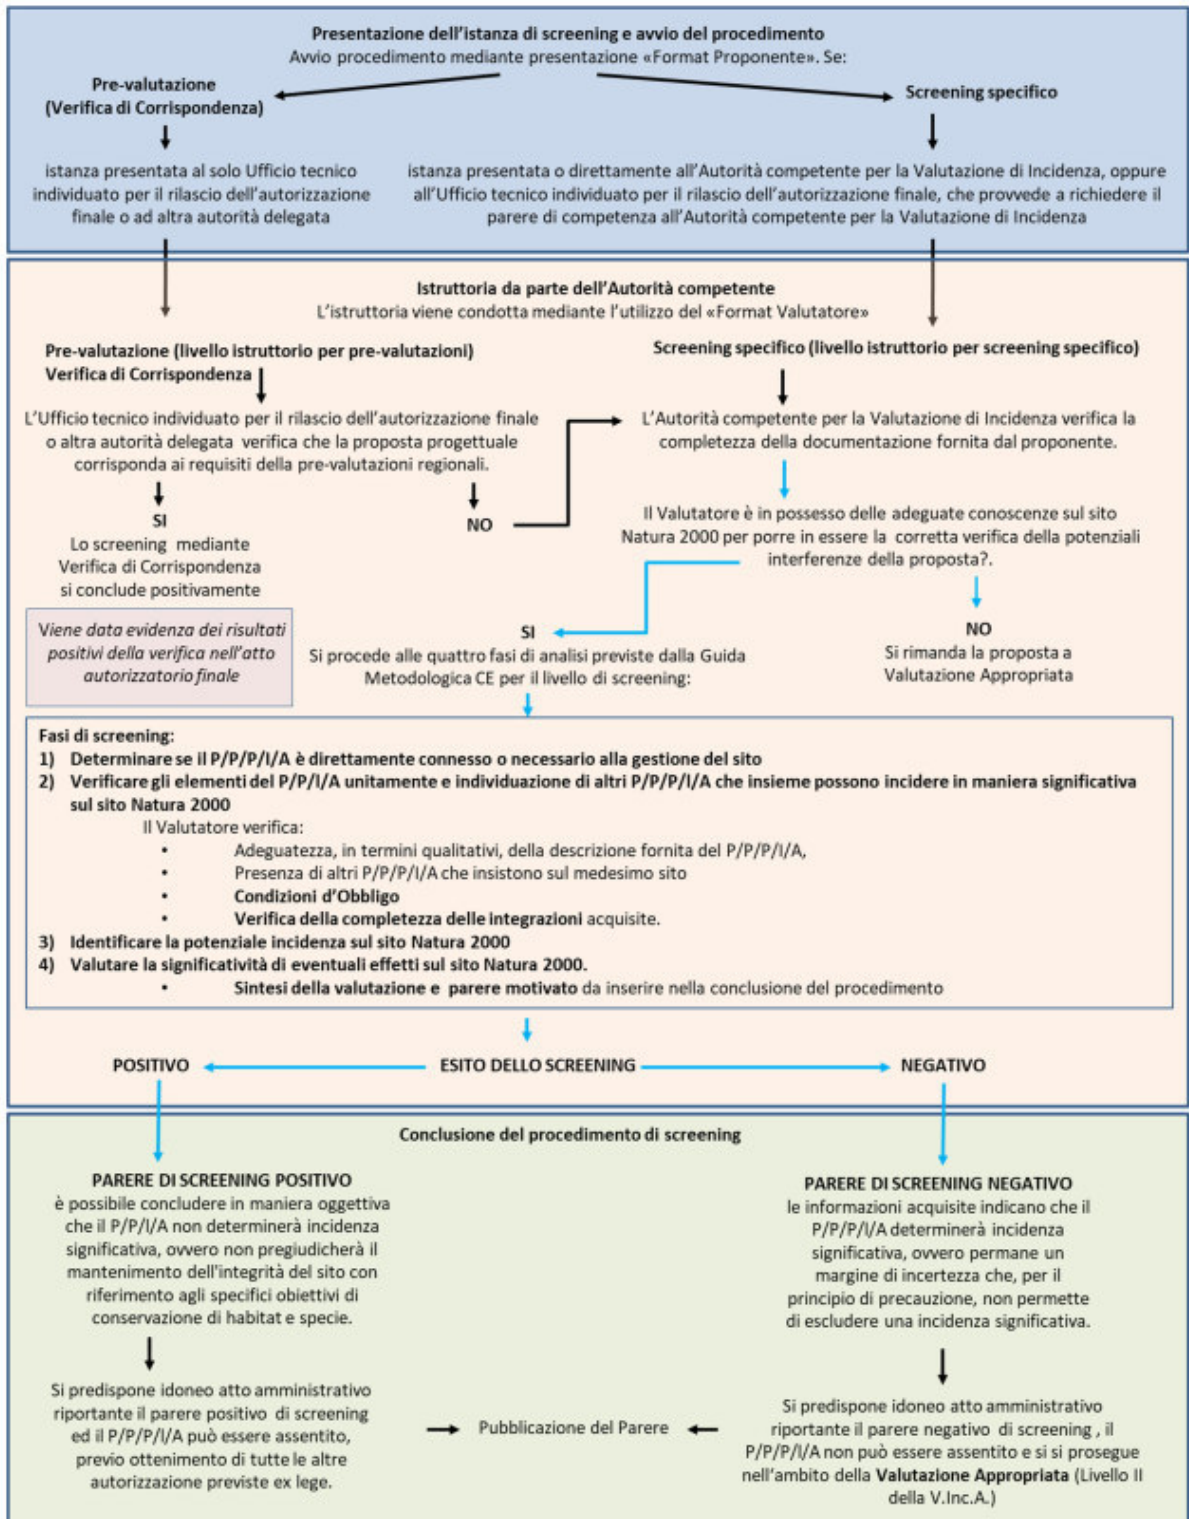 Presentazione dell'istanza di screening e avvio del procedimento
Avvio procedimento mediante presentazione «Format Proponente». Se:
Pre-valutazione
(Verifica di Corrispondenza)
istanza presentata al solo Ufficio tecnico
individuato per il rilascio dell'autorizzazione
finale o ad altra autorità delegata
Screening specifico
istanza presentata o direttamente all'Autorità competente per la Valutazione di Incidenza, oppure
all'Ufficio tecnico individuato per il rilascio dell'autorizzazione finale, che provvede a richiedere il
parere di competenza all'Autorità competente per la Valutazione di Incidenza
Istruttoria da parte dell'Autorità competente
L'istruttoria viene condotta mediante l'utilizzo del «Format Valutatore»
Pre-valutazione (livello istruttorio per pre-valutazioni)
Verifica di Corrispondenza
L'Ufficio tecnico individuato per il rilascio dell'autorizzazione finale
o altra autorità delegata verifica che la proposta progettuale
corrisponda ai requisiti della pre-valutazioni regionali.
SI
Lo screening mediante
Verifica di Corrispondenza
si conclude positivamente
NO
Viene data evidenza dei risultati
positivi della verifica nell'atto
autorizzatorio finale
Screening specifico (livello istruttorio per screening specifico)
L'Autorità competente per la Valutazione di Incidenza verifica la
completezza della documentazione fornita dal proponente.
Il Valutatore è in possesso delle adeguate conoscenze sul sito
Natura 2000 per porre in essere la corretta verifica della potenziali
interferenze della proposta?.
SI
Si procede alle quattro fasi di analisi previste dalla Guida
Metodologica CE per il livello di screening:
NO
Si rimanda la proposta a
Valutazione Appropriata
Fasi di screening:
1) Determinare se il P/P/P/I/A è direttamente connesso o necessario alla gestione del sito
2) Verificare gli elementi del P/P/I/A unitamente e individuazione di altri P/P/P/I/A che insieme possono incidere in maniera significativa
sul sito Natura 2000
Il Valutatore verifica:
• Adeguatezza, in termini qualitativi, della descrizione fornita del P/P/P/I/A,
• Presenza di altri P/P/P/I/A che insistono sul medesimo sito
• Condizioni d'Obbligo
• Verifica della completezza delle integrazioni acquisite.
3) Identificare la potenziale incidenza sul sito Natura 2000
4) Valutare la significatività di eventuali effetti sul sito Natura 2000.
• Sintesi della valutazione e parere motivato da inserire nella conclusione del procedimento
POSITIVO
ESITO DELLO SCREENING
NEGATIVO
Conclusione del procedimento di screening
PARERE DI SCREENING POSITIVO
è possibile concludere in maniera oggettiva
che il P/P/I/A non determinerà incidenza
significativa, ovvero non pregiudicherà il
mantenimento dell'integrità del sito con
riferimento agli specifici obiettivi di
conservazione di habitat e specie.
Si predispone idoneo atto amministrativo
riportante il parere positivo di screening
ed il P/P/P/I/A può essere assentito,
previo ottenimento di tutte le altre
autorizzazione previste ex lege.
Pubblicazione del Parere
PARERE DI SCREENING NEGATIVO
le informazioni acquisite indicano che il
P/P/P/I/A determinerà incidenza
significativa, ovvero permane un
margine di incertezza che, per il
principio di precauzione, non permette
di escludere una incidenza significativa.
Si predispone idoneo atto amministrativo
riportante il parere negativo di screening , il
P/P/P/I/A non può essere assentito e si si prosegue
nell'ambito della Valutazione Appropriata (Livello II
della V.Inc.A.)